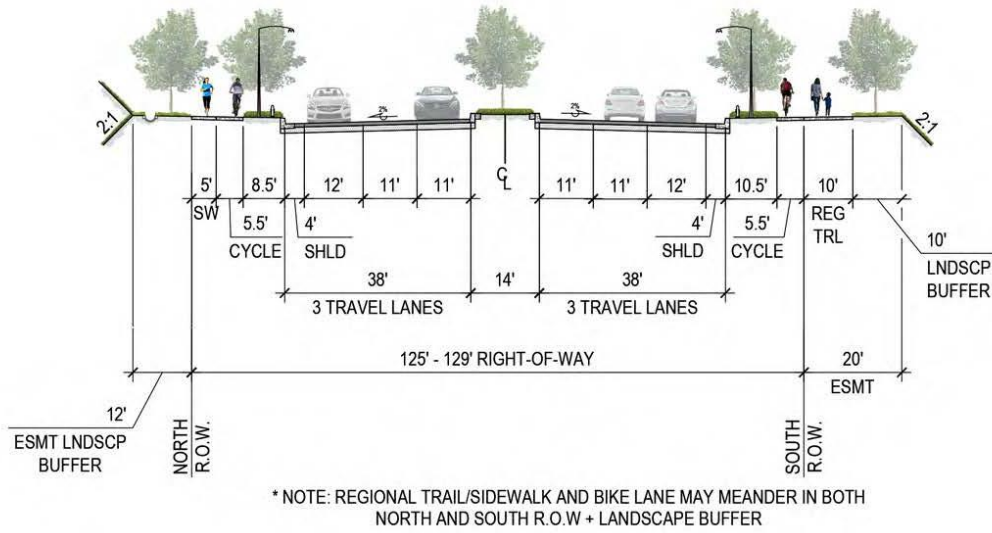 2%
2%
2:1
2:1
℄
5'
8.5'
12'
11'
11'
11'
11'
12'
10.5'
10'
SW
REG
TRL
5.5'
CYCLE
4'
SHLD
4'
SHLD
5.5'
CYCLE
10'
LNDSCP
BUFFER
38'
14'
38'
3 TRAVEL LANES
3 TRAVEL LANES
125' - 129' RIGHT-OF-WAY
20'
ESMT
12'
ESMT LNDSCP
BUFFER
NORTH
R.O.W.
SOUTH
R.O.W.
* NOTE: REGIONAL TRAIL/SIDEWALK AND BIKE LANE MAY MEANDER IN BOTH
NORTH AND SOUTH R.O.W + LANDSCAPE BUFFER